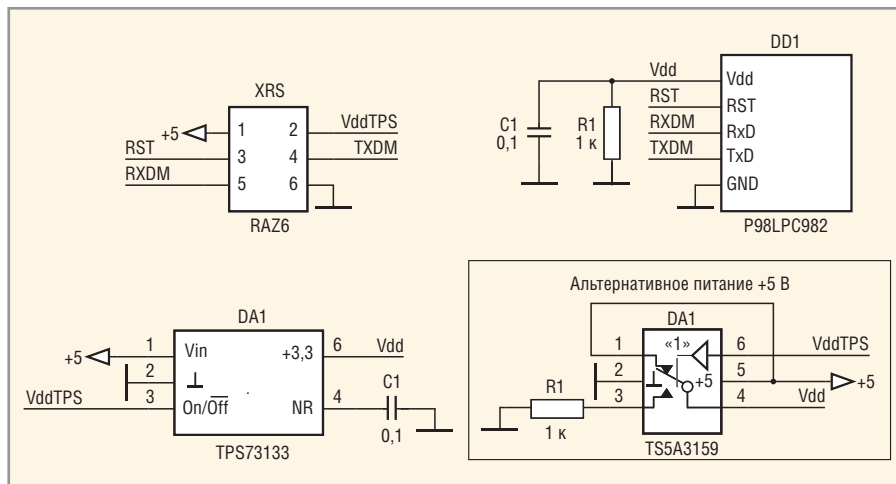 XRS
+5
1 2
VddTPS
RST
3 4
TXDM
RXDM
5 6
RAZ6
DD1
Vdd
Vdd
RST
RST
C1
0,1
R1
1 к
RXDM
RxD
TXDM
TxD
GND
P98LPC982
DA1
+5
1
Vin
+3,3
6
Vdd
2
VddTPS
3
On/Off
NR
4
C1
0,1
TPS73133
Альтернативное питание +5 В
DA1
1
«1»
6
VddTPS
2
+5
5
+5
R1
1 к
3
4
Vdd
TS5A3159